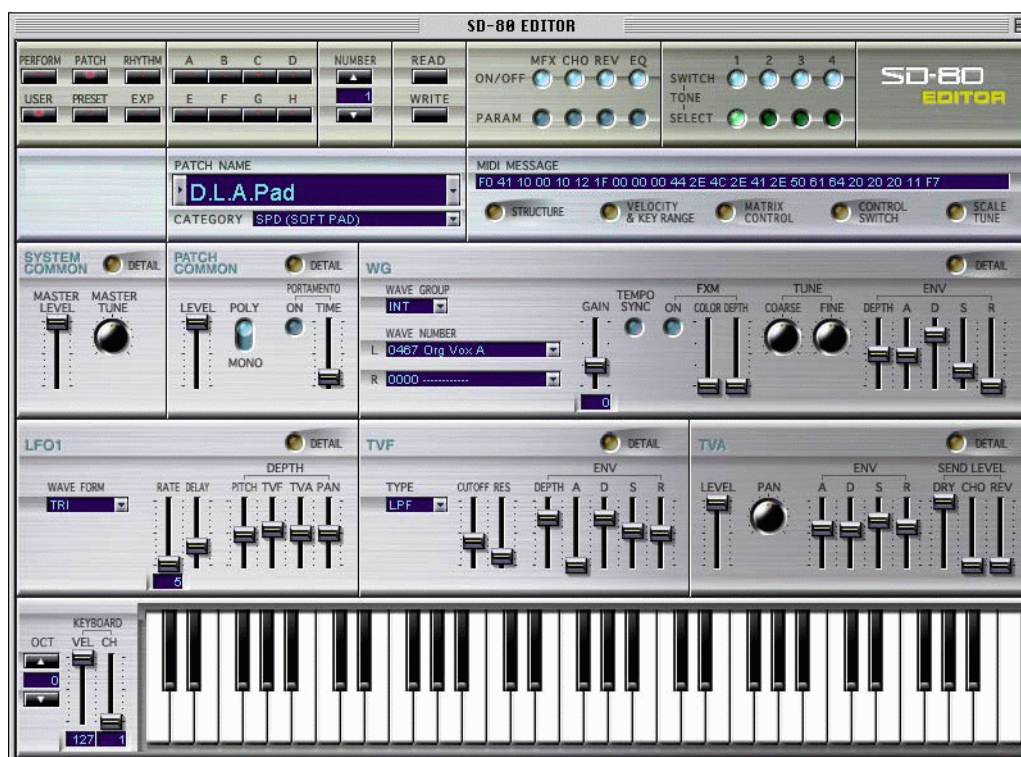 SD-80 EDITOR
PERFORM PATCH RHYTHM A B C D NUMBER READ MFX CHO REV EQ 1 2 3 4
ON/OFF SWITCH
1 TONE
USER PRESET EXP E F G H WRITE PARAM SELECT
SD-80
EDITOR
PATCH NAME
D.L.A.Pad
CATEGORY SPD (SOFT PAD)
MIDI MESSAGE
F0 41 10 00 10 12 1F 00 00 00 44 2E 4C 2E 41 2E 50 61 64 20 20 20 11 F7
STRUCTURE VELOCITY & KEY RANGE MATRIX CONTROL CONTROL SWITCH SCALE TUNE
SYSTEM COMMON DETAIL
MASTER LEVEL MASTER TUNE
PATCH COMMON DETAIL
PORTAMENTO
LEVEL POLY ON TIME
MONO
WG DETAIL
WAVE GROUP
INT
WAVE NUMBER
L 0467 Org Vox A
R 0000 ------------
GAIN TEMPO SYNC
0
FXM
ON COLOR DEPTH
TUNE
COARSE FINE
ENV
DEPTH A D S R
LFO1 DETAIL
DEPTH
WAVE FORM RATE DELAY PITCH TVF TVA PAN
TRI
5
TVF DETAIL
ENV
TYPE CUTOFF RES DEPTH A D S R
LPF
TVA DETAIL
ENV SEND LEVEL
LEVEL PAN A D S R DRY CHO REV
KEYBOARD
OCT VEL CH
0
127 1